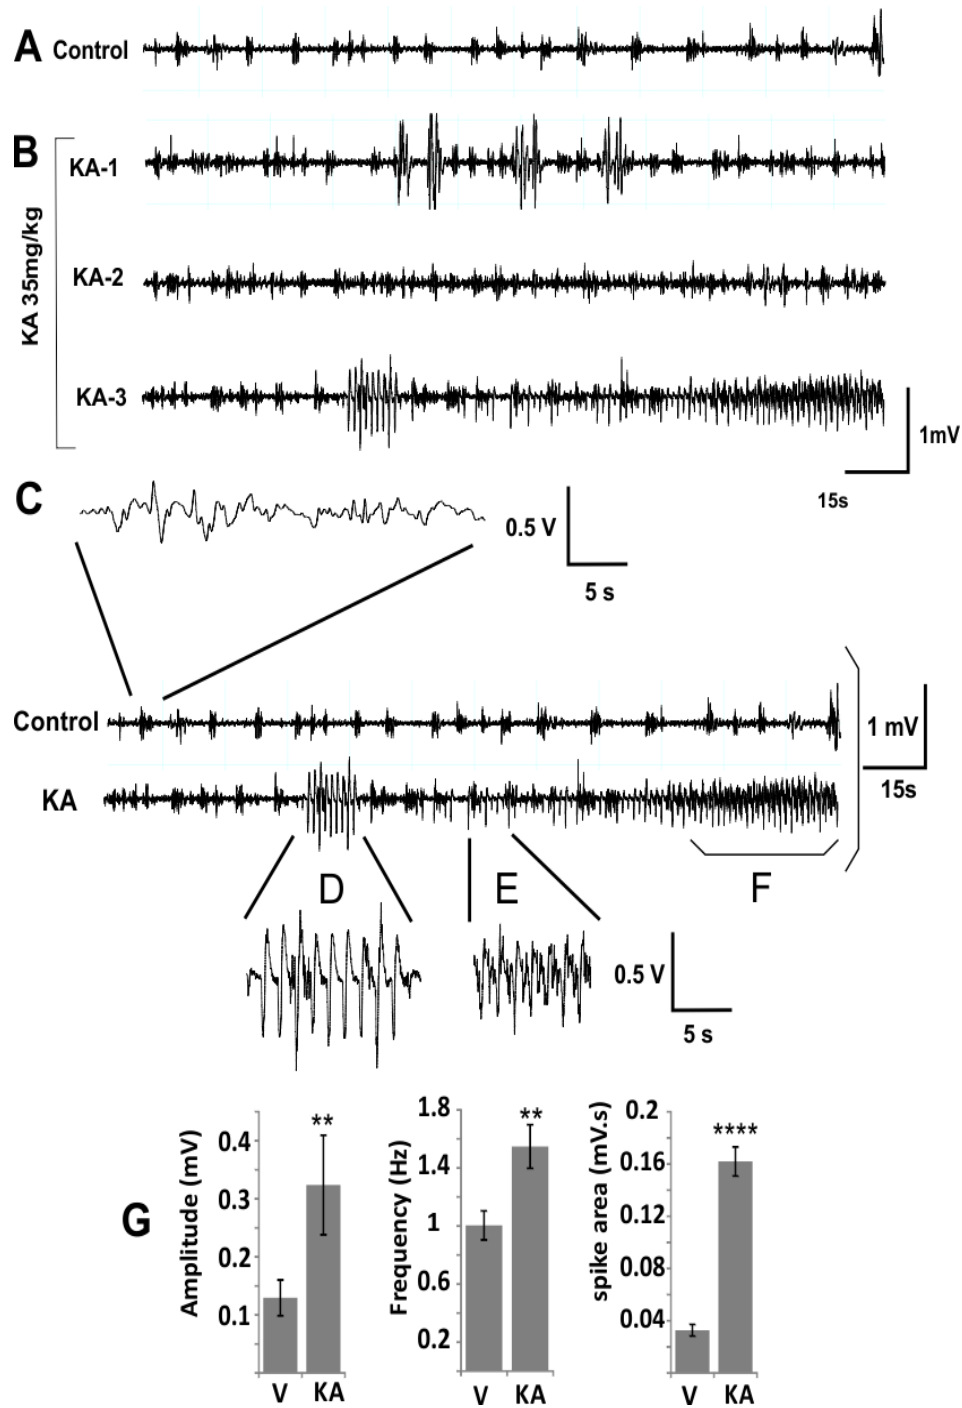 A Control
B
KA-1
KA 35mg/kg
KA-2
KA-3
1mV
15s
C
0.5 V
5 s
Control
1 mV
KA
15s
D E F
0.5 V
5 s
G
Amplitude (mV)
0.4
0.3
0.2
0.1
**
V KA
Frequency (Hz)
1.8
1.4
1
0.6
0.2
**
V KA
spike area (mV.s)
0.2
0.16
0.12
0.08
0.04
****
V KA